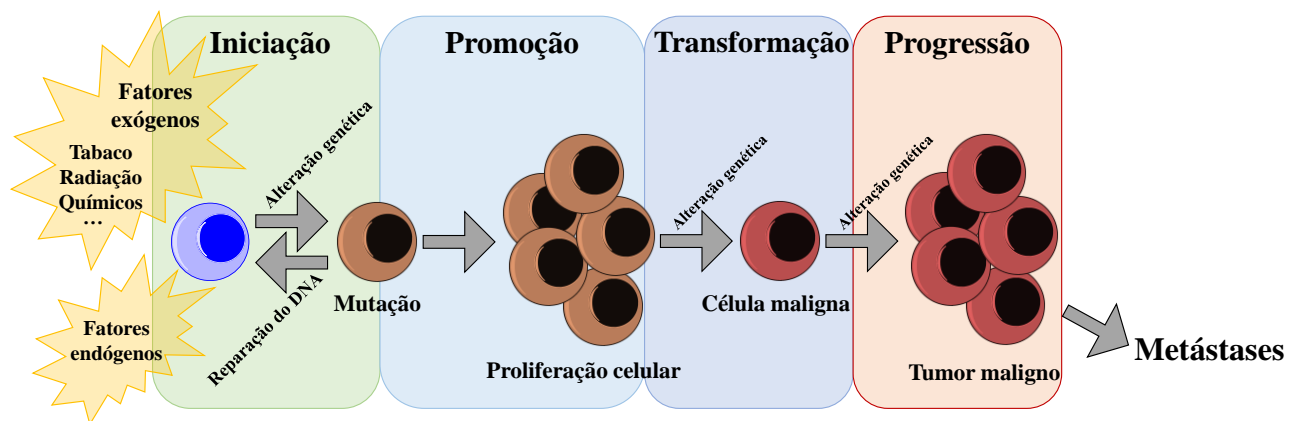 Iniciação
Promoção
Transformação
Progressão
Fatores
exógenos
Tabaco
Radiação
Químicos
...
Fatores
endógenos
Alteração genética
Reparação do DNA
Mutação
Proliferação celular
Alteração genética
Célula maligna
Alteração genética
Tumor maligno
Metástases